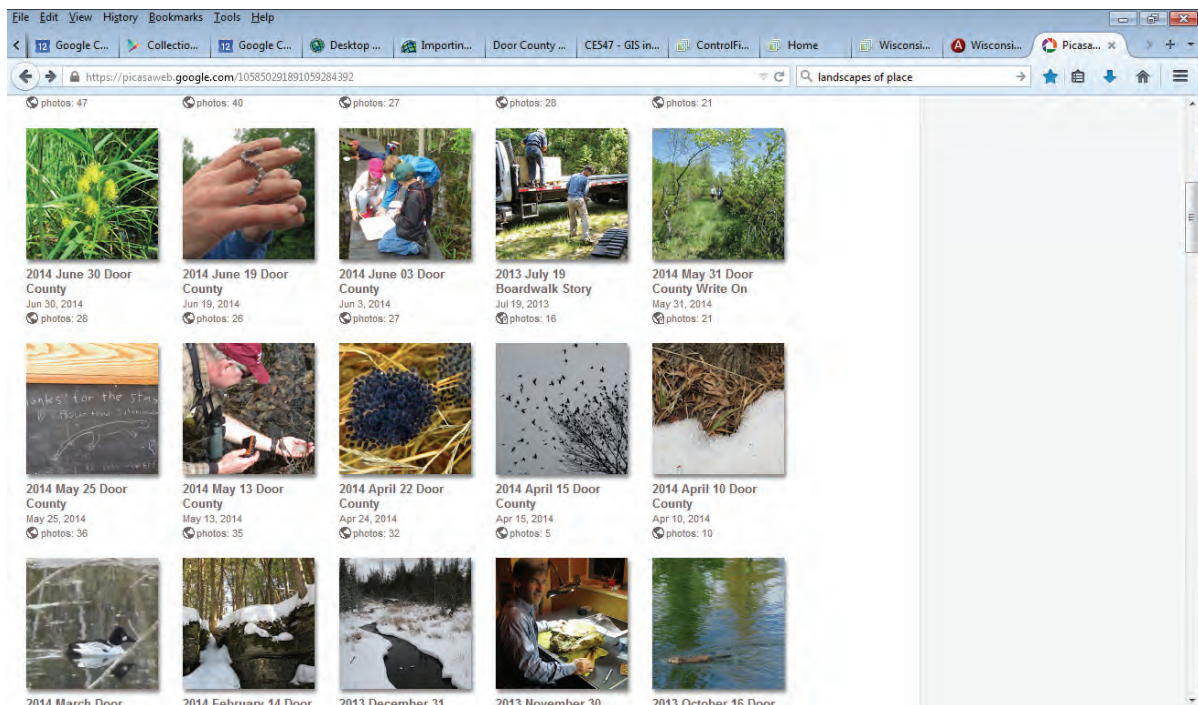 File Edit View History Bookmarks Tools Help
Google C... Collectio... Google C... Desktop ... Importin... Door County ... CE547 - GIS in... ControlFi... Home Wisconsi... Wisconsi... Picasa...
https://picasaweb.google.com/105850291891059284392 landscapes of place
photos: 47 photos: 40 photos: 27 photos: 28 photos: 21
2014 June 30 Door County
Jun 30, 2014
photos: 28
2014 June 19 Door County
Jun 19, 2014
photos: 26
2014 June 03 Door County
Jun 3, 2014
photos: 27
2013 July 19 Boardwalk Story
Jul 19, 2013
photos: 16
2014 May 31 Door County Write On
May 31, 2014
photos: 21
for the
2014 May 25 Door County
May 25, 2014
photos: 36
2014 May 13 Door County
May 13, 2014
photos: 35
2014 April 22 Door County
Apr 24, 2014
photos: 32
2014 April 15 Door County
Apr 15, 2014
photos: 5
2014 April 10 Door County
Apr 10, 2014
photos: 10
2014 March Door
2014 February 14 Door
2013 December 31
2013 November 30
2013 October 16 Door